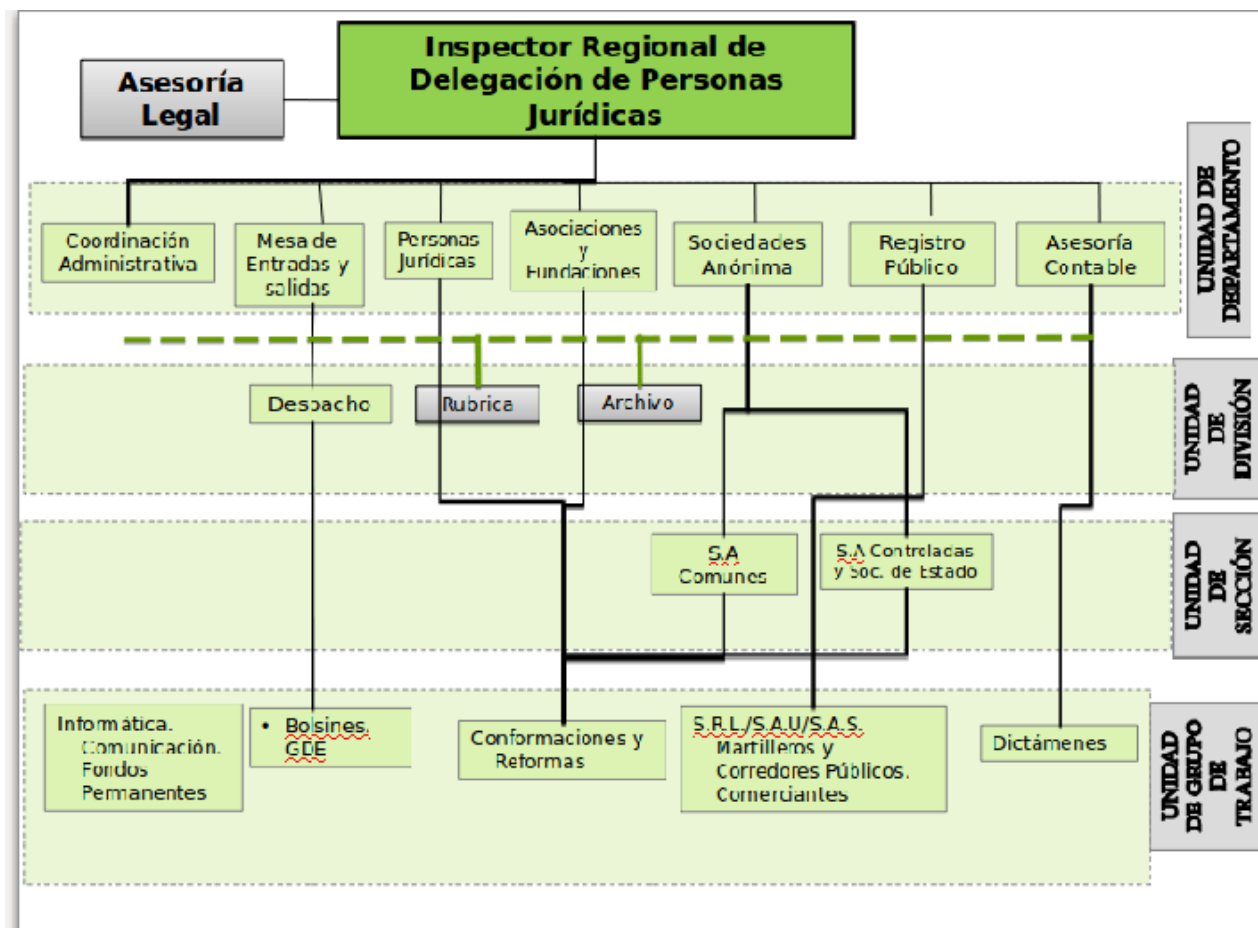 Inspector Regional de
Delegación de Personas
Jurídicas
Asesoría
Legal
UNIDAD DE
DEPARTAMENTO
Coordinación
Administrativa
Mesa de
Entradas y
salidas
Personas
Jurídicas
Asociaciones
y
Fundaciones
Sociedades
Anónima
Registro
Público
Asesoría
Contable
UNIDAD
DE
DIVISIÓN
Despacho
Rubrica
Archivo
UNIDAD
DE
SECCIÓN
S.A
Comunes
S.A Controladas
y Soc. de Estado
UNIDAD
DE GRUPO
DE
TRABAJO
Informática.
Comunicación.
Fondos
Permanentes
• Bolsines.
GDE
Conformaciones y
Reformas
S.R.L./S.A.U/S.A.S.
Martilleros y
Corredores Públicos.
Comerciantes
Dictámenes